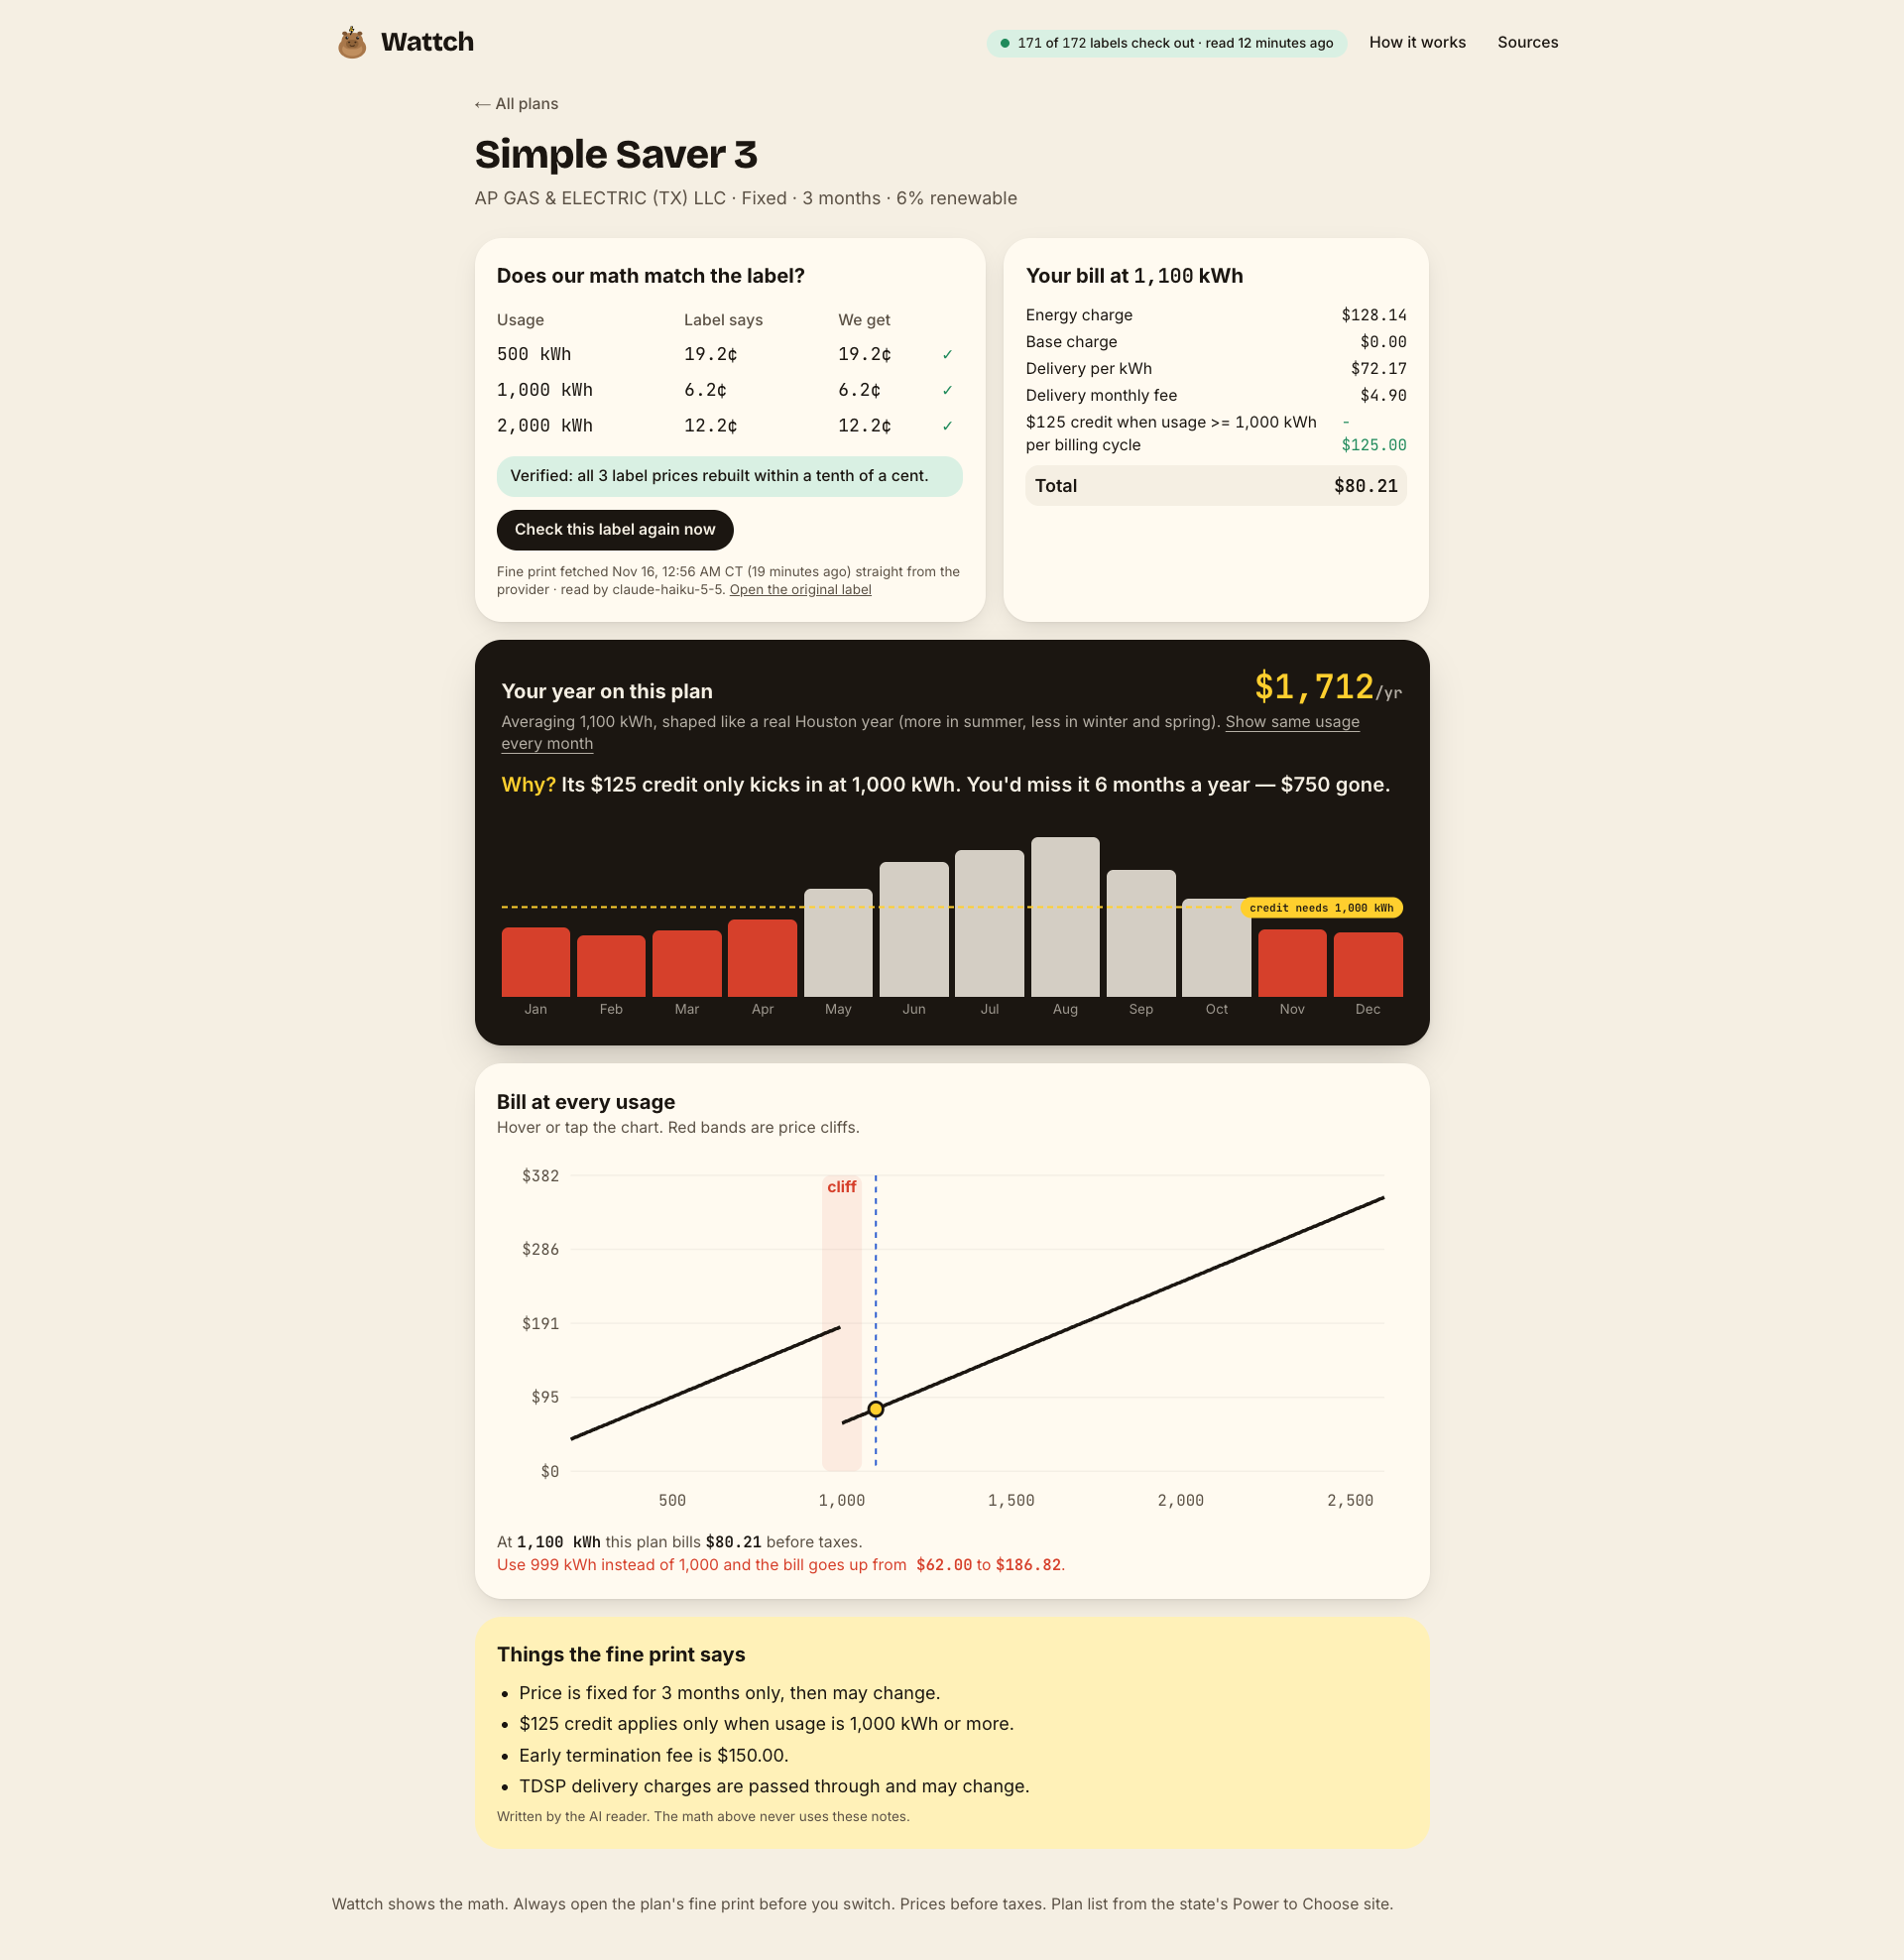 Wattch
171 of 172 labels check out · read 12 minutes ago
How it works
Sources
← All plans
Simple Saver 3
AP GAS & ELECTRIC (TX) LLC · Fixed · 3 months · 6% renewable
Does our math match the label?
Usage Label says We get
500 kWh 19.2¢ 19.2¢ ✓
1,000 kWh 6.2¢ 6.2¢ ✓
2,000 kWh 12.2¢ 12.2¢ ✓
Verified: all 3 label prices rebuilt within a tenth of a cent.
Check this label again now
Fine print fetched Nov 16, 12:56 AM CT (19 minutes ago) straight from the
provider · read by claude-haiku-5-5. Open the original label
Your bill at 1,100 kWh
Energy charge $128.14
Base charge $0.00
Delivery per kWh $72.17
Delivery monthly fee $4.90
$125 credit when usage >= 1,000 kWh -
per billing cycle $125.00
Total $80.21
Your year on this plan
$1,712/yr
Averaging 1,100 kWh, shaped like a real Houston year (more in summer, less in winter and spring). Show same usage
every month
Why? Its $125 credit only kicks in at 1,000 kWh. You'd miss it 6 months a year — $750 gone.
credit needs 1,000 kWh
Jan Feb Mar Apr May Jun Jul Aug Sep Oct Nov Dec
Bill at every usage
Hover or tap the chart. Red bands are price cliffs.
$382
cliff
$286
$191
$95
$0
500 1,000 1,500 2,000 2,500
At 1,100 kWh this plan bills $80.21 before taxes.
Use 999 kWh instead of 1,000 and the bill goes up from $62.00 to $186.82.
Things the fine print says
• Price is fixed for 3 months only, then may change.
• $125 credit applies only when usage is 1,000 kWh or more.
• Early termination fee is $150.00.
• TDSP delivery charges are passed through and may change.
Written by the AI reader. The math above never uses these notes.
Wattch shows the math. Always open the plan's fine print before you switch. Prices before taxes. Plan list from the state's Power to Choose site.